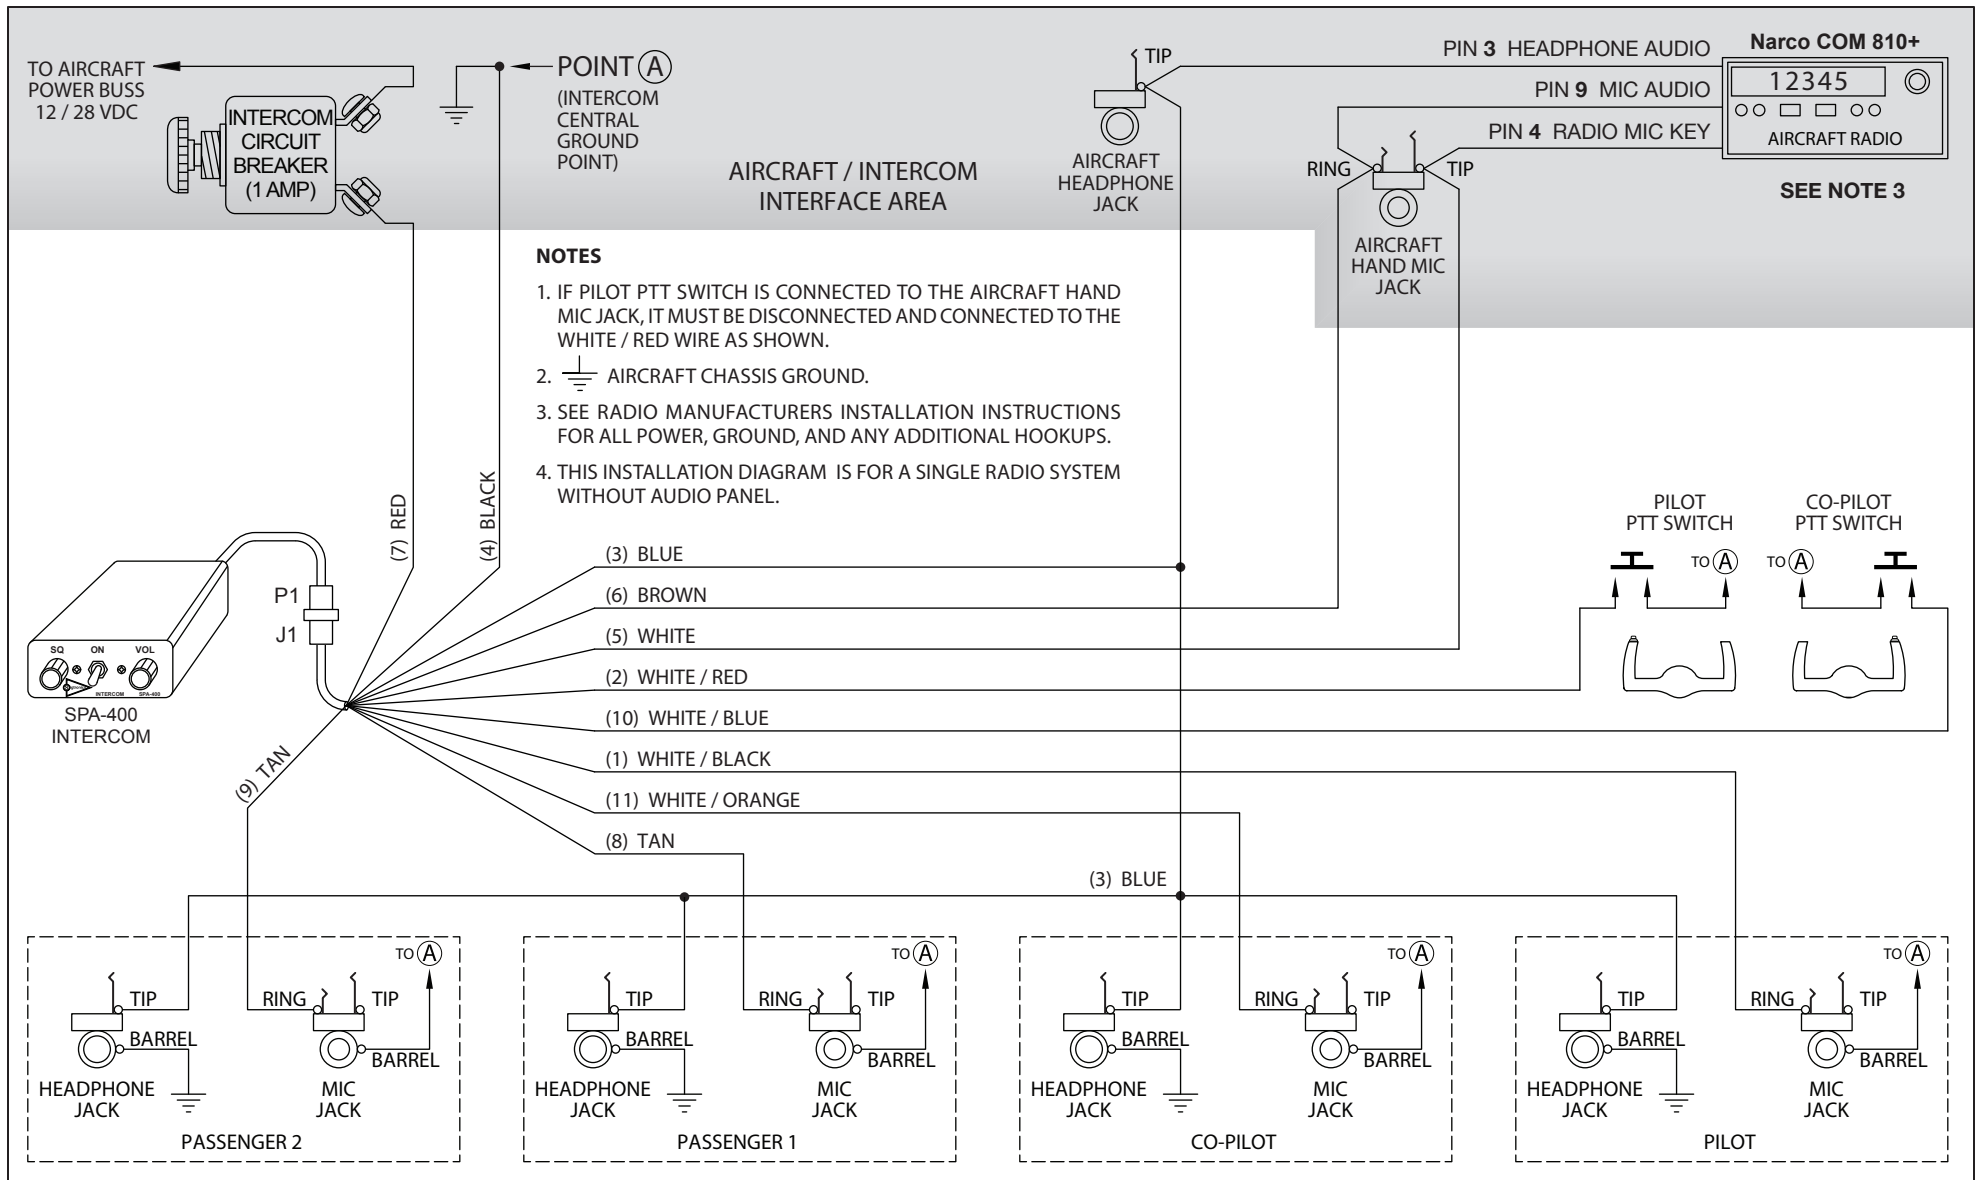 TO AIRCRAFT
POWER BUSS
12 / 28 VDC
INTERCOM
CIRCUIT
BREAKER
(1 AMP)
POINT A
(INTERCOM
CENTRAL
GROUND
POINT)
AIRCRAFT / INTERCOM
INTERFACE AREA
TIP
AIRCRAFT
HEADPHONE
JACK
PIN 3 HEADPHONE AUDIO
PIN 9 MIC AUDIO
PIN 4 RADIO MIC KEY
RING
TIP
AIRCRAFT
HAND MIC
JACK
Narco COM 810+
12345
AIRCRAFT RADIO
SEE NOTE 3
NOTES
1. IF PILOT PTT SWITCH IS CONNECTED TO THE AIRCRAFT HAND
MIC JACK, IT MUST BE DISCONNECTED AND CONNECTED TO THE
WHITE / RED WIRE AS SHOWN.
2. AIRCRAFT CHASSIS GROUND.
3. SEE RADIO MANUFACTURERS INSTALLATION INSTRUCTIONS
FOR ALL POWER, GROUND, AND ANY ADDITIONAL HOOKUPS.
4. THIS INSTALLATION DIAGRAM IS FOR A SINGLE RADIO SYSTEM
WITHOUT AUDIO PANEL.
(7) RED
(4) BLACK
PILOT
PTT SWITCH
CO-PILOT
PTT SWITCH
TO A
TO A
P1
J1
SQ
ON
VOL
INTERCOM
SPA-400
SPA-400
INTERCOM
(3) BLUE
(6) BROWN
(5) WHITE
(2) WHITE / RED
(10) WHITE / BLUE
(1) WHITE / BLACK
(11) WHITE / ORANGE
(8) TAN
(9) TAN
(3) BLUE
TO A
TIP
RING
TIP
BARREL
BARREL
HEADPHONE
JACK
MIC
JACK
PASSENGER 2
TO A
TIP
RING
TIP
BARREL
BARREL
HEADPHONE
JACK
MIC
JACK
PASSENGER 1
TO A
TIP
RING
TIP
BARREL
BARREL
HEADPHONE
JACK
MIC
JACK
CO-PILOT
TO A
TIP
RING
TIP
BARREL
BARREL
HEADPHONE
JACK
MIC
JACK
PILOT